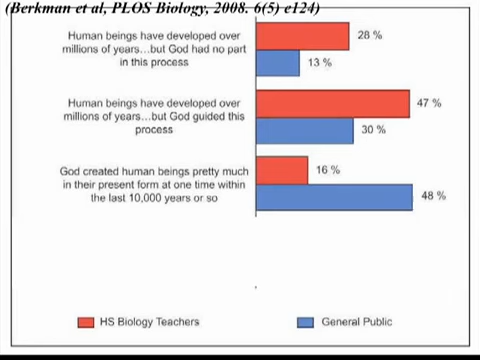 (Berkman et al, PLOS Biology, 2008. 6(5) e124)
Human beings have developed over
millions of years...but God had no part
in this process
28 %
13 %
Human beings have developed over
millions of years...but God guided this
process
47 %
30 %
God created human beings pretty much
in their present form at one time within
the last 10,000 years or so
16 %
48 %
HS Biology Teachers
General Public